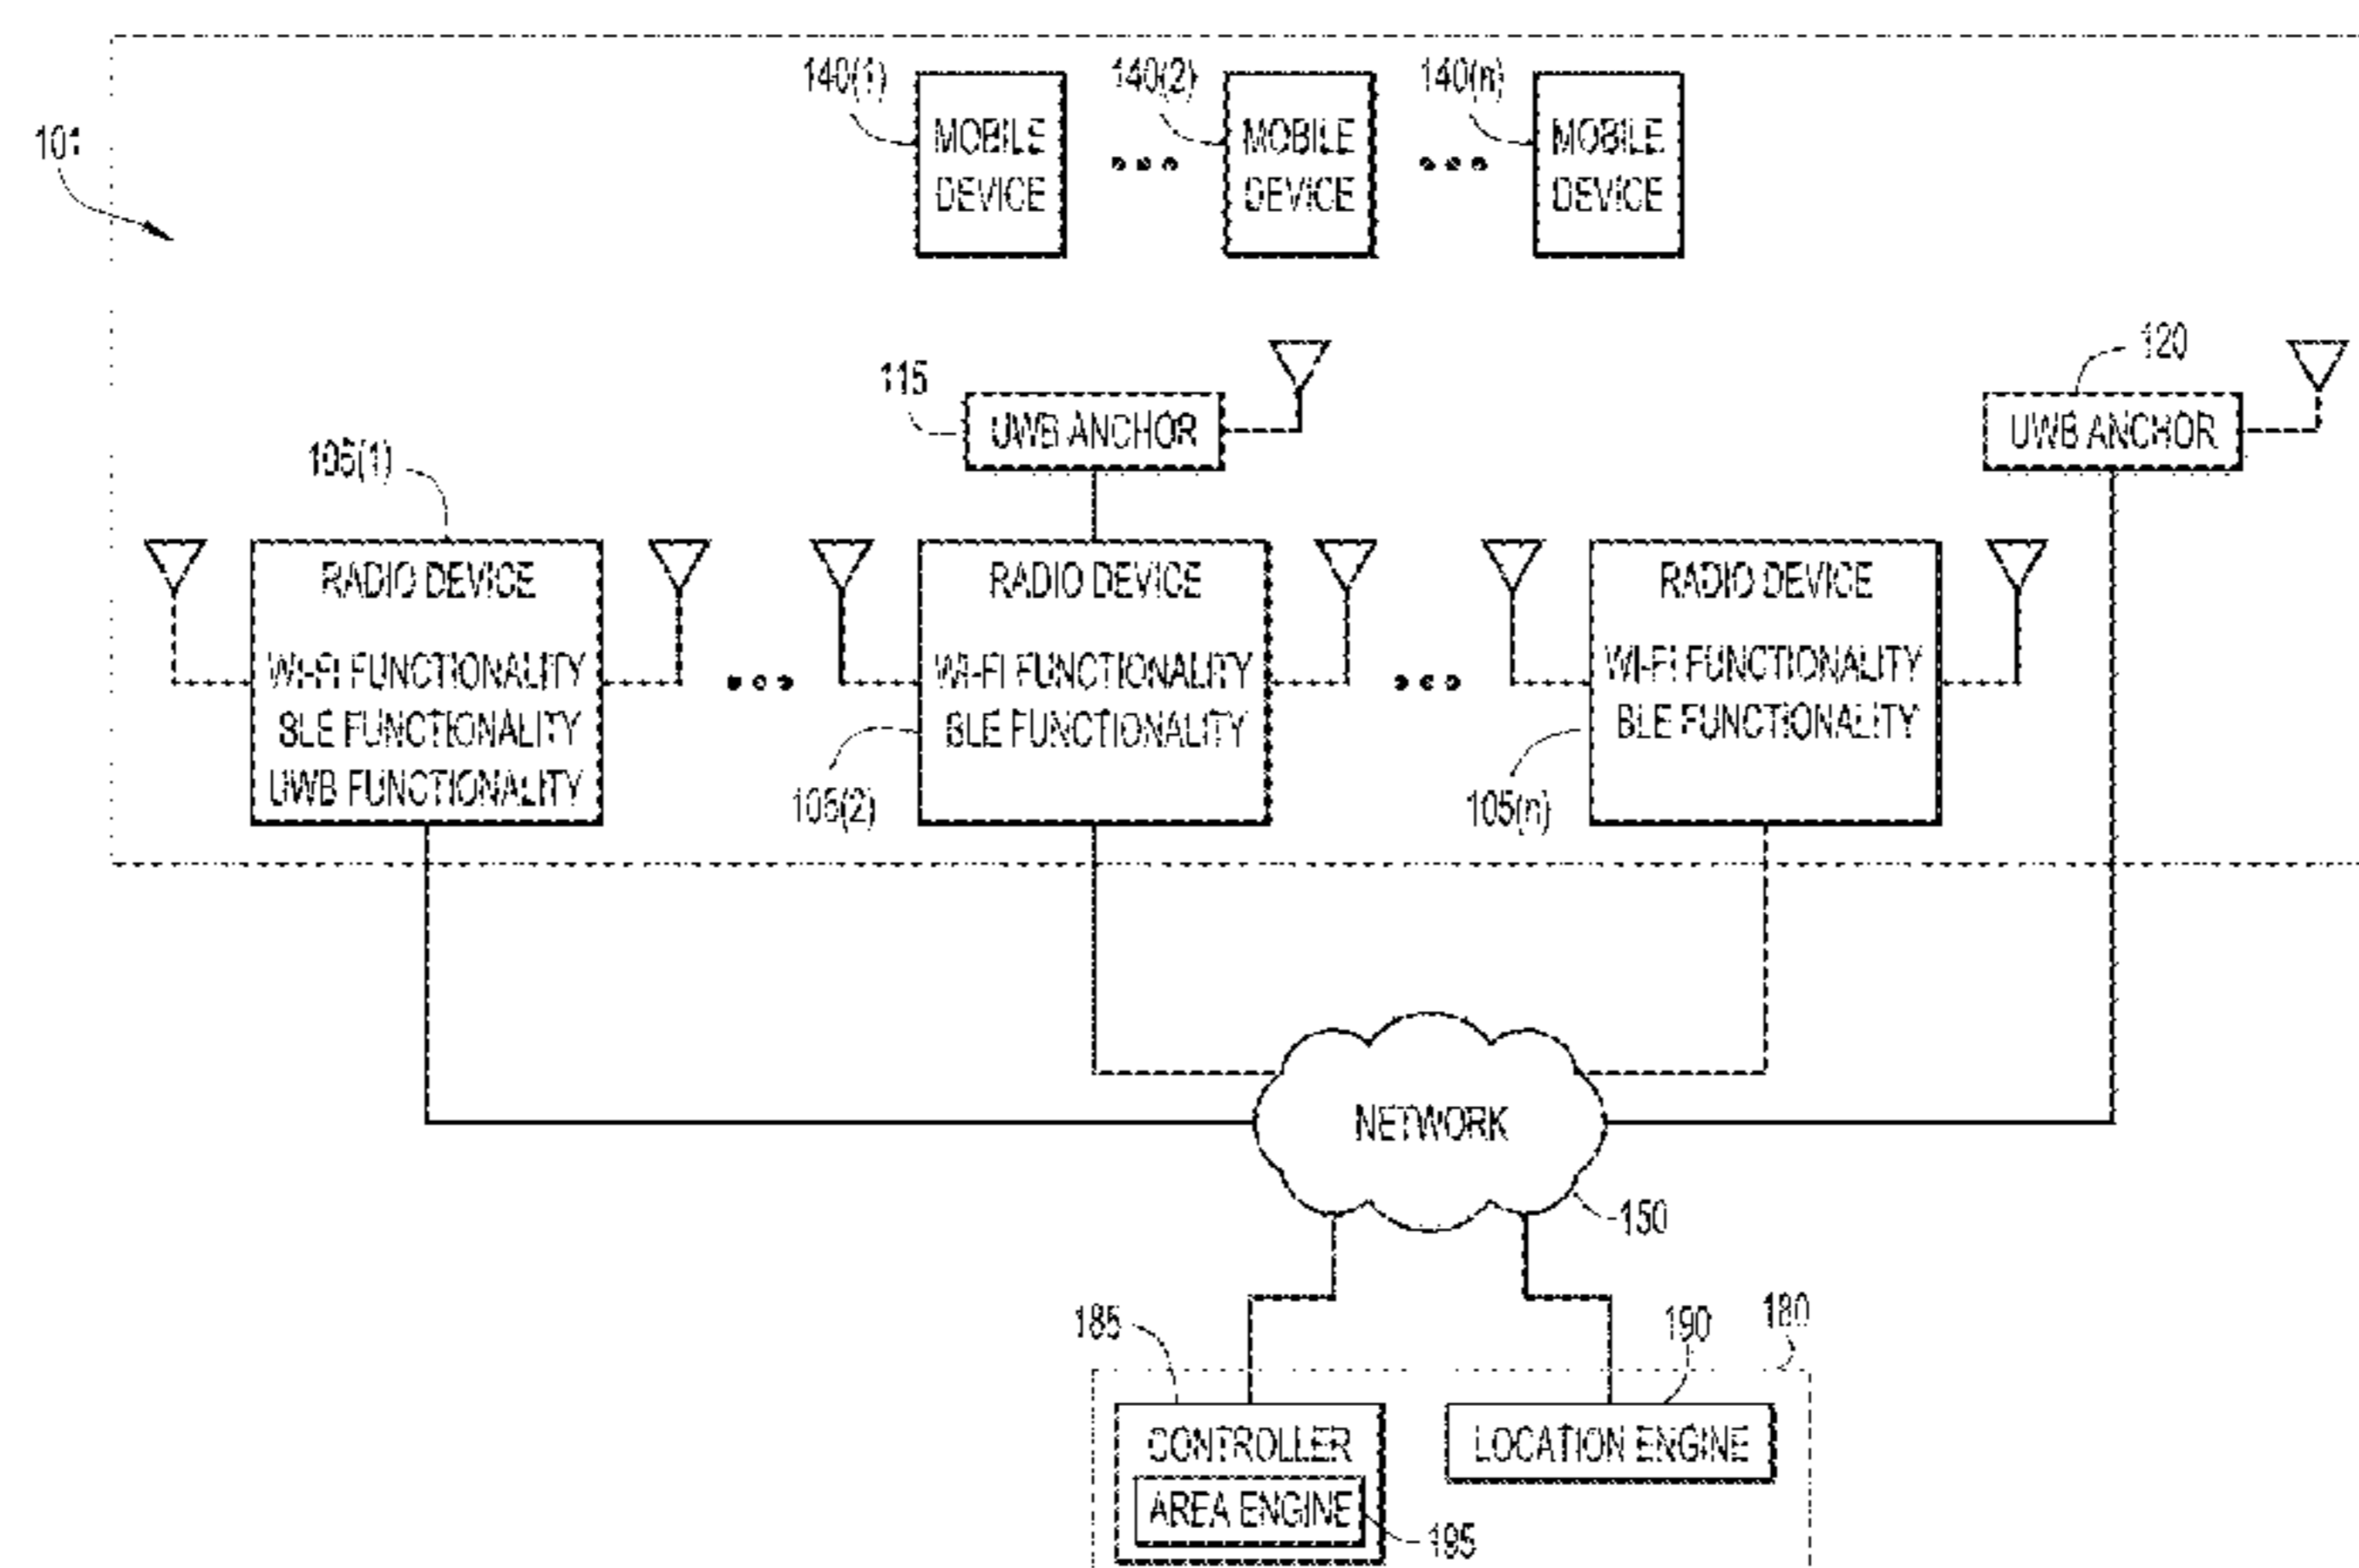 140(1)
140(2)
140(n)
101
MOBILE
DEVICE
MOBILE
DEVICE
MOBILE
DEVICE
115
UWB ANCHOR
120
UWB ANCHOR
105(1)
RADIO DEVICE
WI-FI FUNCTIONALITY
BLE FUNCTIONALITY
UWB FUNCTIONALITY
RADIO DEVICE
WI-FI FUNCTIONALITY
BLE FUNCTIONALITY
105(2)
RADIO DEVICE
WI-FI FUNCTIONALITY
BLE FUNCTIONALITY
105(n)
NETWORK
150
185
190
180
CONTROLLER
AREA ENGINE
195
LOCATION ENGINE